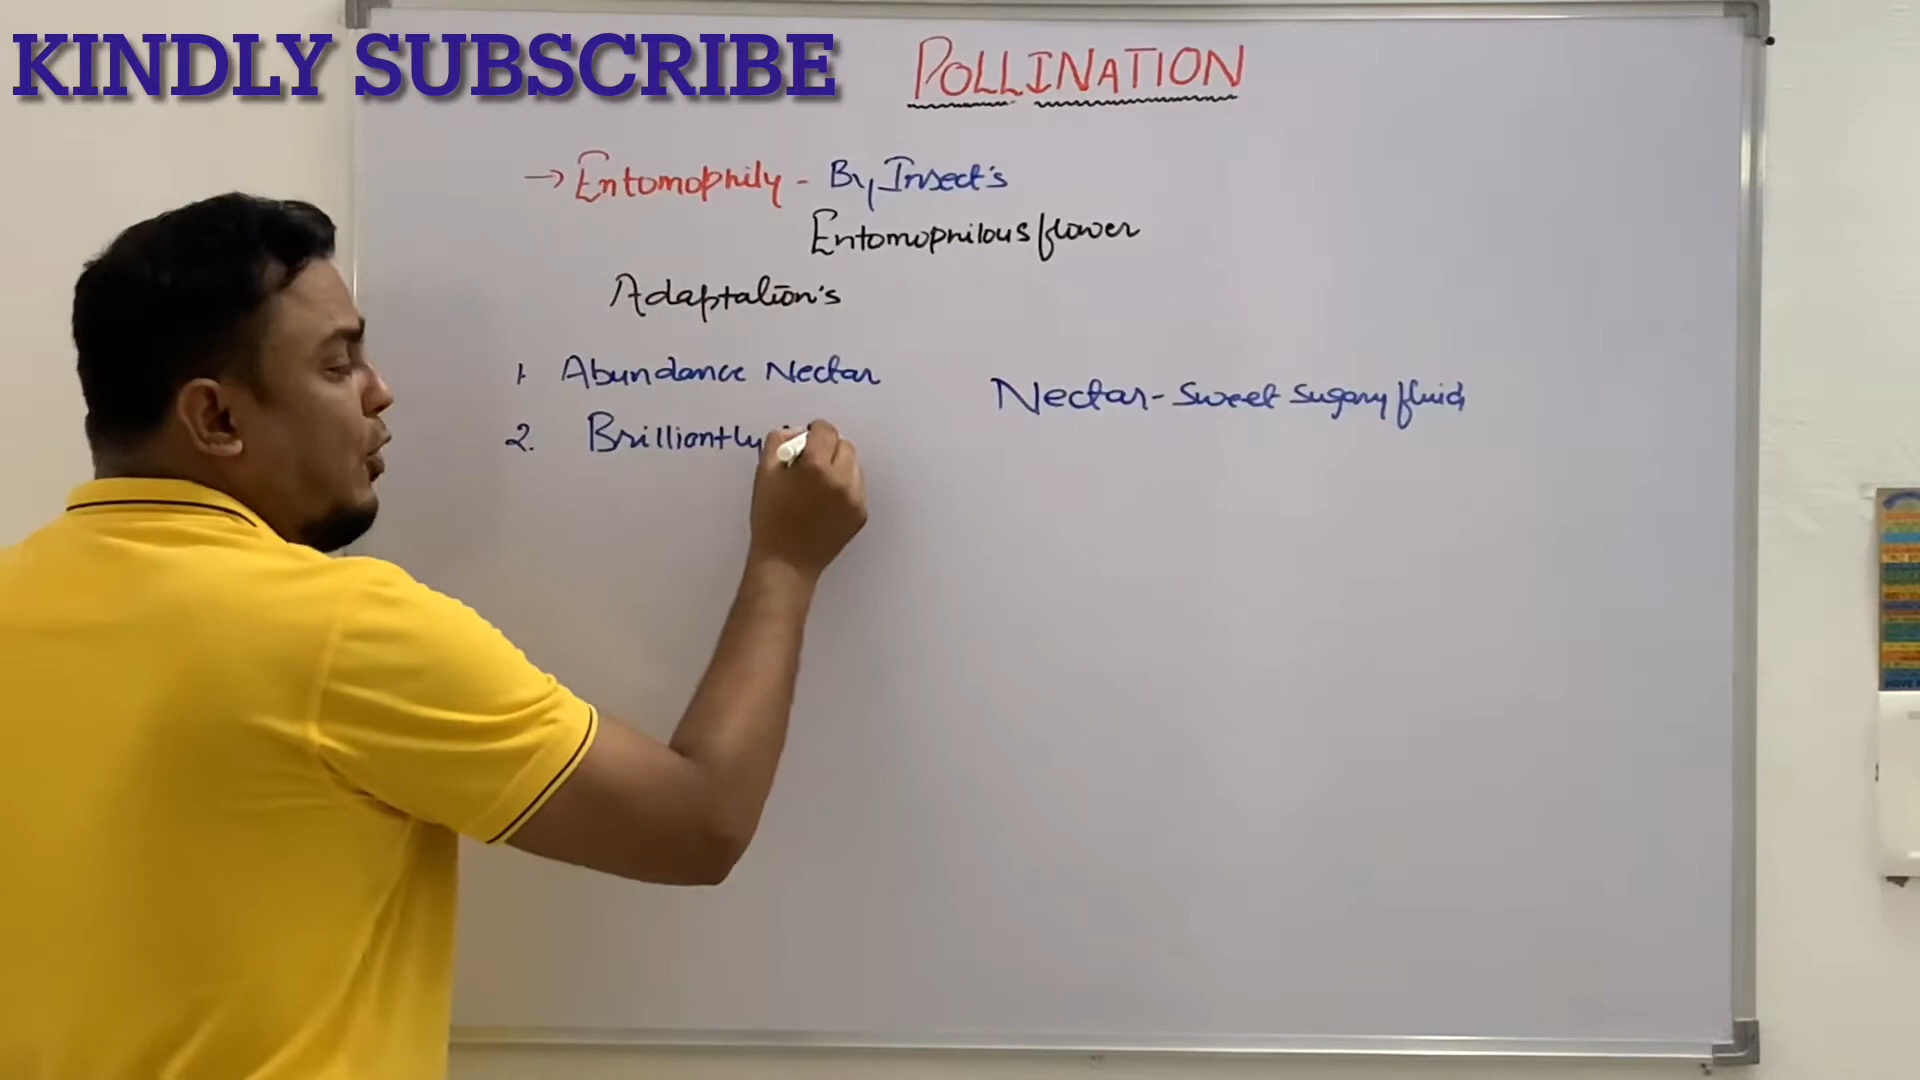 KINDLY SUBSCRIBE
POLLINATION
→ Entomophily - By Insect's
Entomophilous flower
Adaptation's
1. Abundance Nectar
Nectar - Sweet sugary fluid
2. Brilliantly